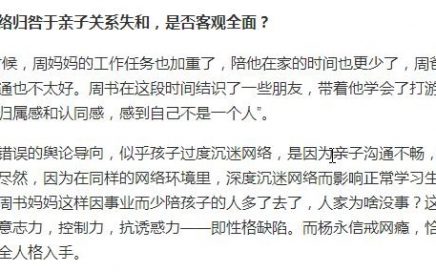 络归咎于亲子关系失和，是否客观全面？
候，周妈妈的工作任务也加重了，陪他在家的时间也更少了，周爸
通也不太好。周书在这段时间结识了一些朋友，带着他学会了打游
归属感和认同感，感到自己不是一个人”。
错误的舆论导向，似乎孩子过度沉迷网络，是因为亲子沟通不畅，
尽然，因为在同样的网络环境里，深度沉迷网络而影响正常学习生
周书妈妈这样因事业而少陪孩子的人多了去了，人家为啥没事？这
意志力，控制力，抗诱惑力——即性格缺陷。而杨永信戒网瘾，恰
全人格入手。